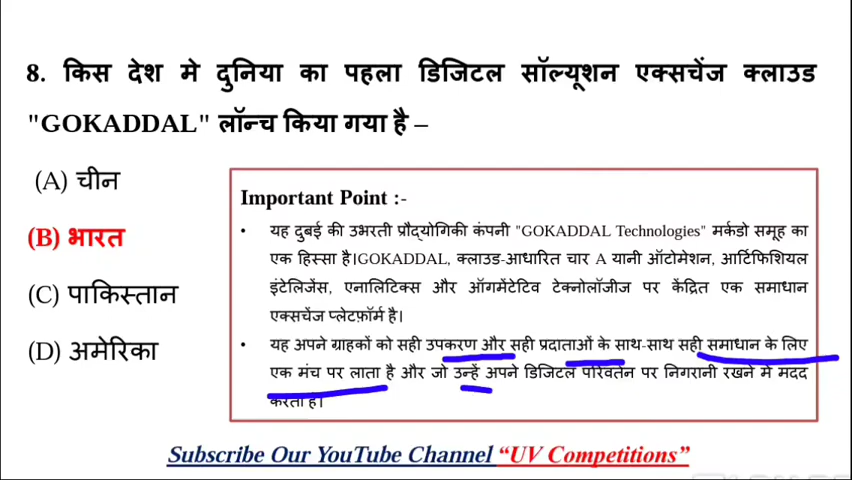 8. किस देश मे दुनिया का पहला डिजिटल सॉल्यूशन एक्सचेंज क्लाउड
"GOKADDAL" लॉन्च किया गया है –
(A) चीन
(B) भारत
(C) पाकिस्तान
(D) अमेरिका
Important Point :-
• यह दुबई की उभरती प्रौद्योगिकी कंपनी "GOKADDAL Technologies" मर्कडो समूह का
एक हिस्सा है।GOKADDAL, क्लाउड-आधारित चार A यानी ऑटोमेशन, आर्टिफिशियल
इंटेलिजेंस, एनालिटिक्स और ऑगमेंटेटिव टेक्नोलॉजीज पर केंद्रित एक समाधान
एक्सचेंज प्लेटफ़ॉर्म है।
• यह अपने ग्राहकों को सही उपकरण और सही प्रदाताओं के साथ-साथ सही समाधान के लिए
एक मंच पर लाता है और जो उन्हें अपने डिजिटल परिवर्तन पर निगरानी रखने में मदद
करता है।
Subscribe Our YouTube Channel “UV Competitions”